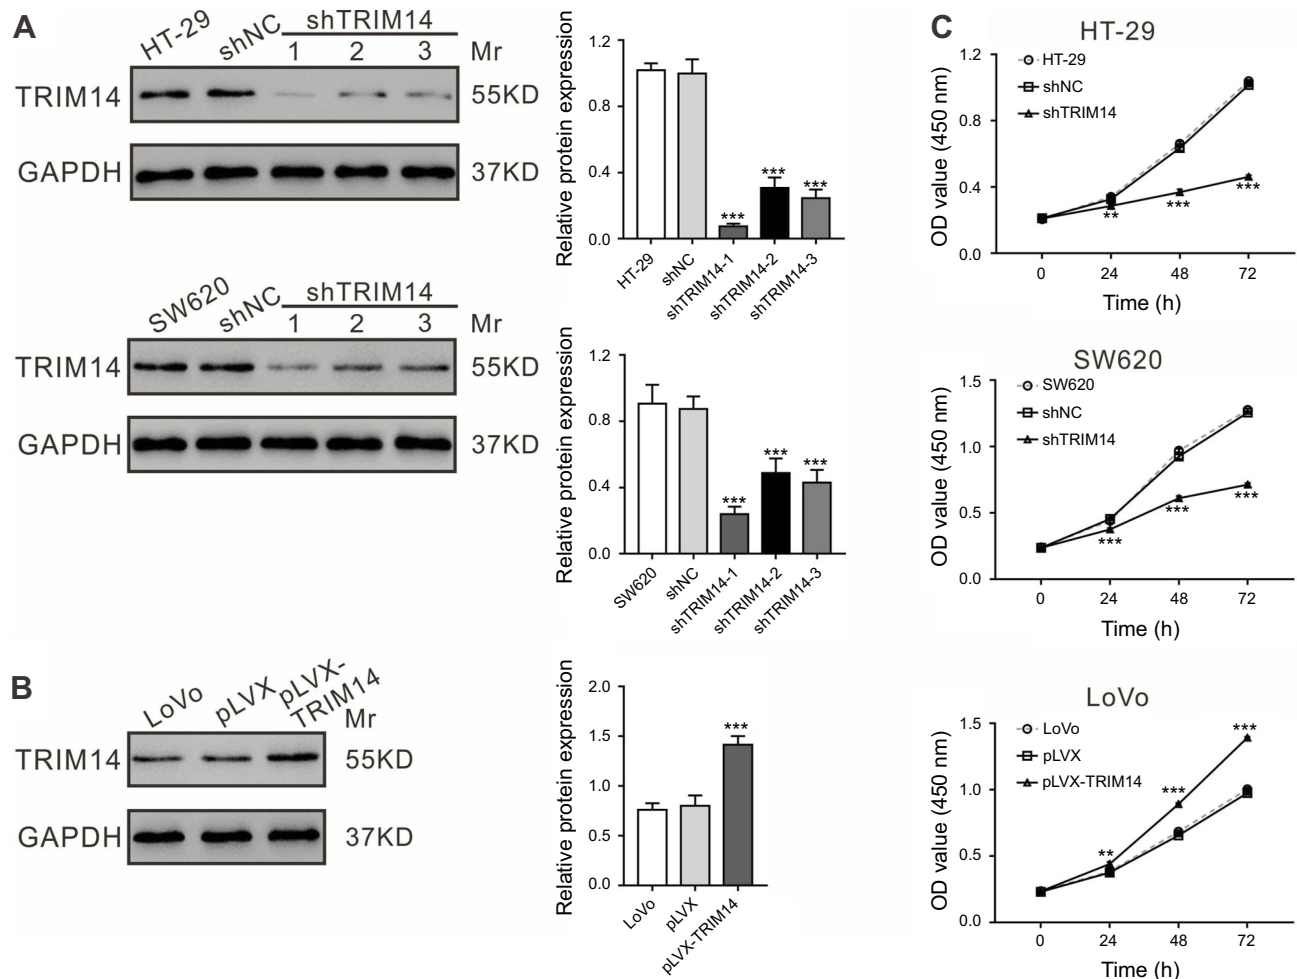 A
HT-29 shNC shTRIM14
1 2 3 Mr
TRIM14 55KD
GAPDH 37KD
Relative protein expression
1.2
0.8
0.4
0.0
***
***
***
HT-29
shNC
shTRIM14-1
shTRIM14-2
shTRIM14-3
SW620 shNC shTRIM14
1 2 3 Mr
TRIM14 55KD
GAPDH 37KD
Relative protein expression
1.2
0.8
0.4
0.0
***
***
***
SW620
shNC
shTRIM14-1
shTRIM14-2
shTRIM14-3
B
LoVo pLVX pLVX-
TRIM14
Mr
TRIM14 55KD
GAPDH 37KD
Relative protein expression
2.0
1.5
1.0
0.5
0.0
***
LoVo
pLVX
pLVX-TRIM14
C
HT-29
OD value (450 nm)
1.2
0.8
0.4
0.0
HT-29
shNC
shTRIM14
**
***
***
0 24 48 72
Time (h)
SW620
OD value (450 nm)
1.5
1.0
0.5
0.0
SW620
shNC
shTRIM14
***
***
***
0 24 48 72
Time (h)
LoVo
OD value (450 nm)
1.5
1.0
0.5
0.0
LoVo
pLVX
pLVX-TRIM14
**
***
***
0 24 48 72
Time (h)